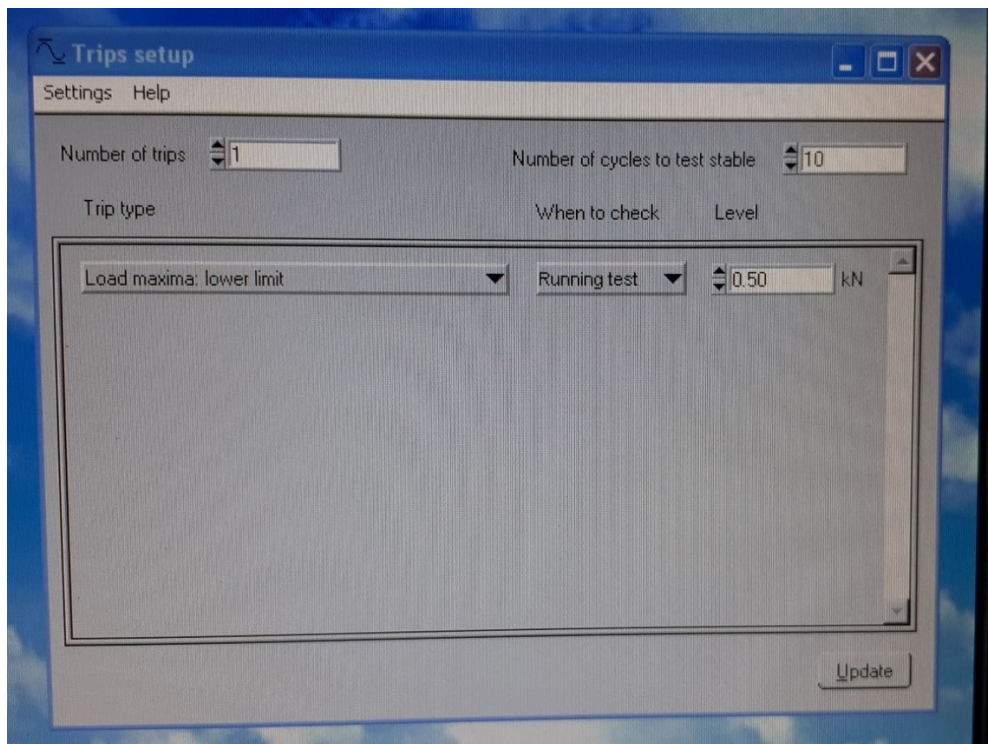 Trips setup
Settings Help
Number of trips 1 Number of cycles to test stable 10
Trip type When to check Level
Load maxima: lower limit Running test 0.50 kN
Update